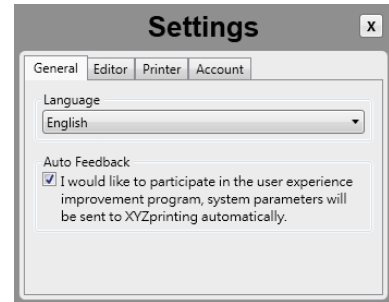 Settings
X
General Editor Printer Account
Language
English
Auto Feedback
I would like to participate in the user experience
improvement program, system parameters will
be sent to XYZprinting automatically.